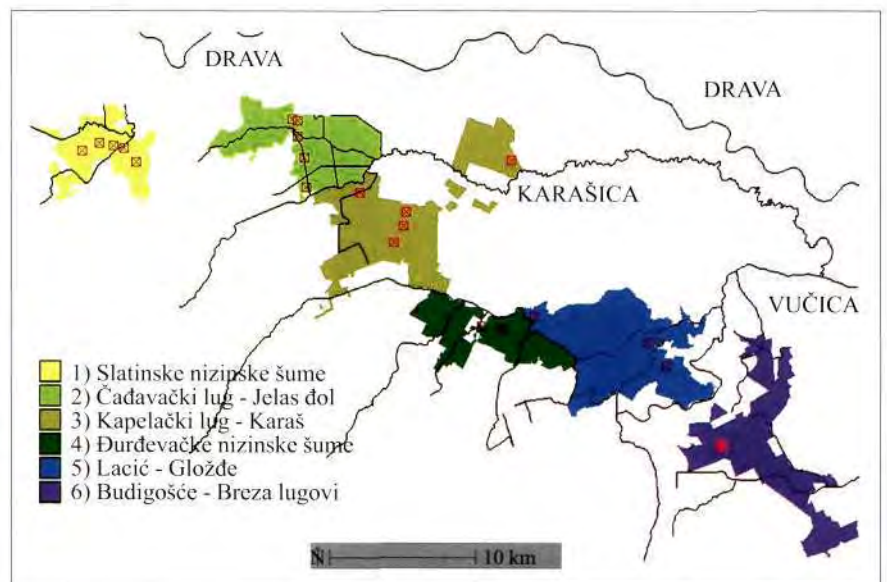 DRAVA
DRAVA
KARAŠICA
VUČICA
1) Slatinske nizinske šume
2) Čađavački lug - Jelas đol
3) Kapelački lug - Karaš
4) Đurđevačke nizinske šume
5) Lacić - Gložđe
6) Budigošće - Breza lugovi
N 10 km